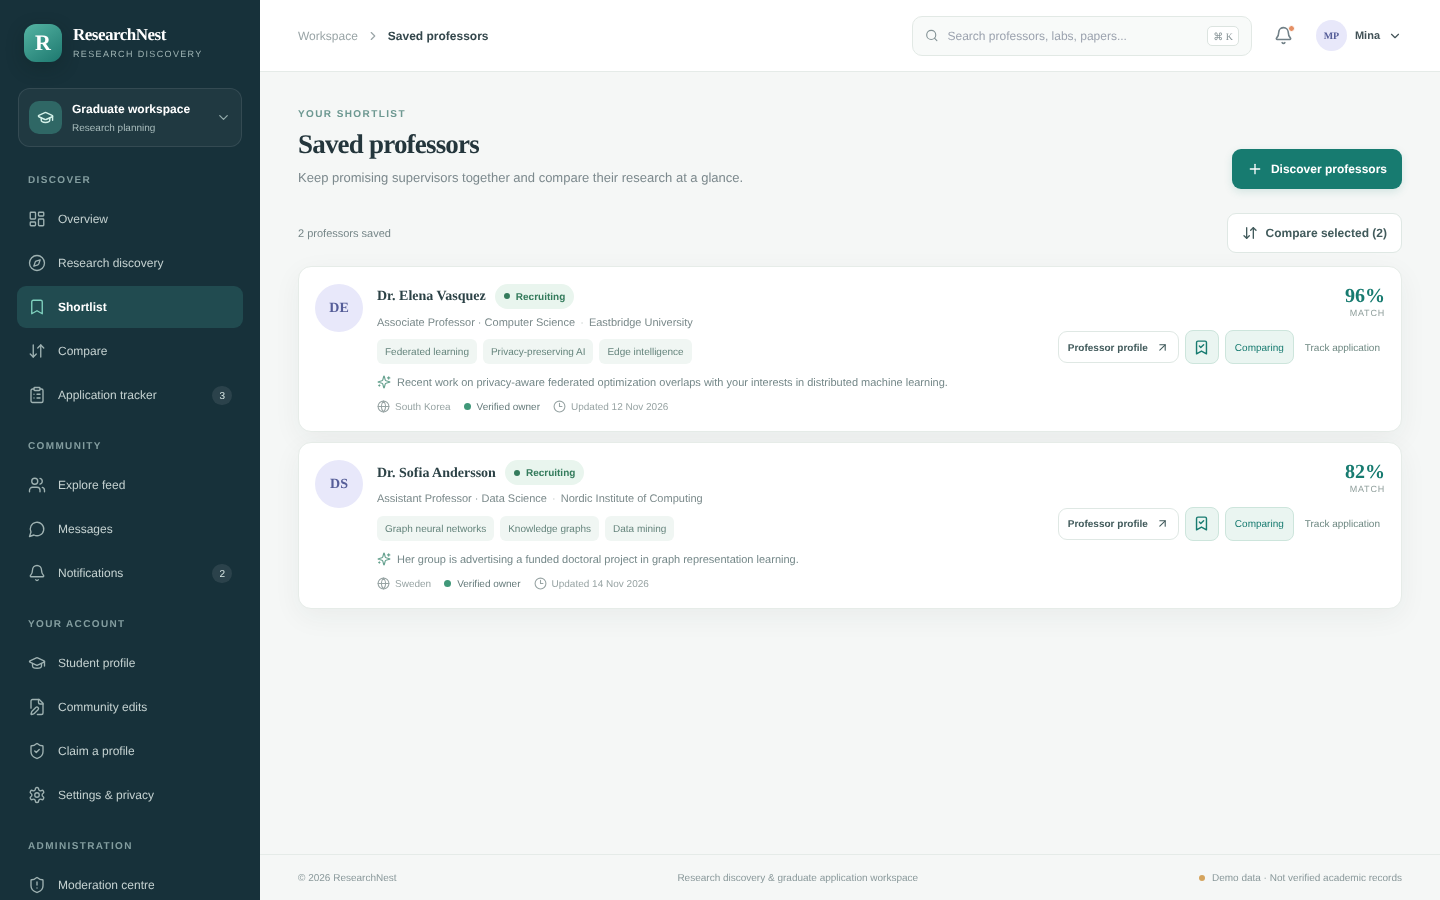 R
ResearchNest
RESEARCH DISCOVERY
Graduate workspace
Research planning
DISCOVER
Overview
Research discovery
Shortlist
Compare
Application tracker 3
COMMUNITY
Explore feed
Messages
Notifications 2
YOUR ACCOUNT
Student profile
Community edits
Claim a profile
Settings & privacy
ADMINISTRATION
Moderation centre
Workspace > Saved professors
Search professors, labs, papers... ⌘ K
MP Mina
YOUR SHORTLIST
Saved professors
Keep promising supervisors together and compare their research at a glance.
Discover professors
2 professors saved
Compare selected (2)
DE
Dr. Elena Vasquez Recruiting
Associate Professor · Computer Science · Eastbridge University
Federated learning Privacy-preserving AI Edge intelligence
Recent work on privacy-aware federated optimization overlaps with your interests in distributed machine learning.
South Korea Verified owner Updated 12 Nov 2026
96%
MATCH
Professor profile Comparing Track application
DS
Dr. Sofia Andersson Recruiting
Assistant Professor · Data Science · Nordic Institute of Computing
Graph neural networks Knowledge graphs Data mining
Her group is advertising a funded doctoral project in graph representation learning.
Sweden Verified owner Updated 14 Nov 2026
82%
MATCH
Professor profile Comparing Track application
© 2026 ResearchNest
Research discovery & graduate application workspace
Demo data · Not verified academic records